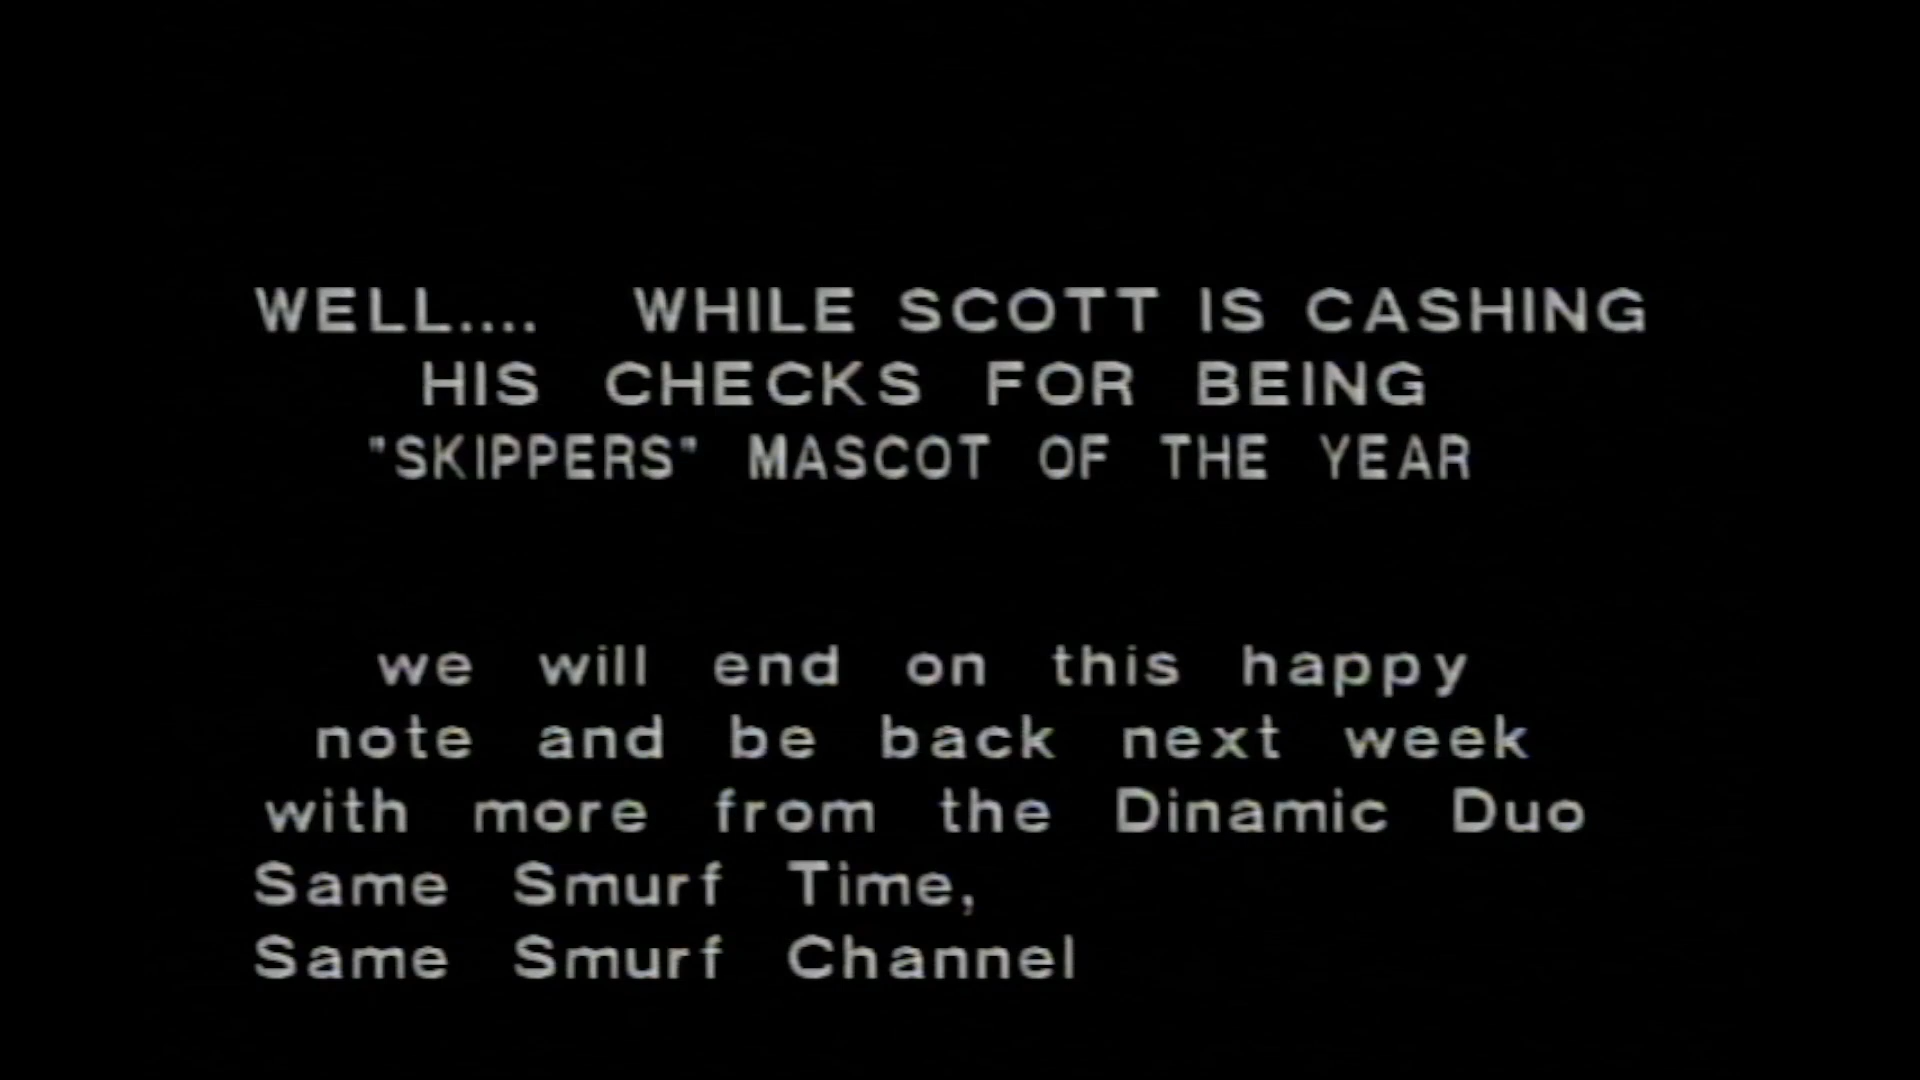 WELL.... WHILE SCOTT IS CASHING
HIS CHECKS FOR BEING
"SKIPPERS" MASCOT OF THE YEAR
we will end on this happy
note and be back next week
with more from the Dinamic Duo
Same Smurf Time,
Same Smurf Channel